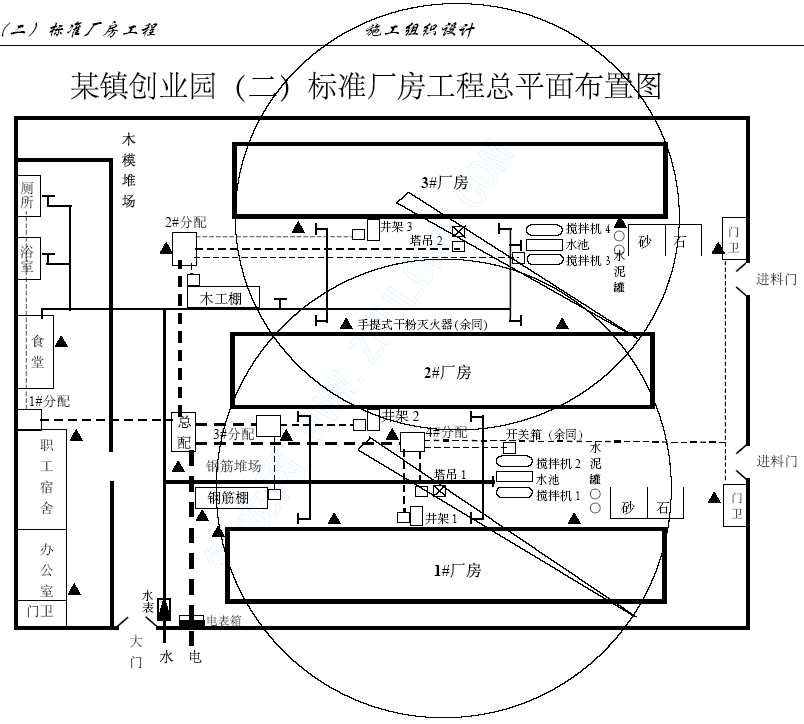 (二) 标准厂房工程
施工组织设计
某镇创业园 (二) 标准厂房工程总平面布置图
木模堆场
3#厂房
厕所
2#分配
井架 3
塔吊 2
搅拌机 4
水池
搅拌机 3
水泥罐
砂
石
门卫
浴室
进料门
木工棚
手提式干粉灭火器(余同)
食堂
2#厂房
1#分配
总配
3#分配
井架 2
4#分配
开关箱 (余同)
职工宿舍
钢筋堆场
塔吊 1
搅拌机 2
水池
搅拌机 1
水泥罐
进料门
钢筋棚
井架 1
砂
石
门卫
办公室
1#厂房
门卫
水表
电表箱
大门
水
电